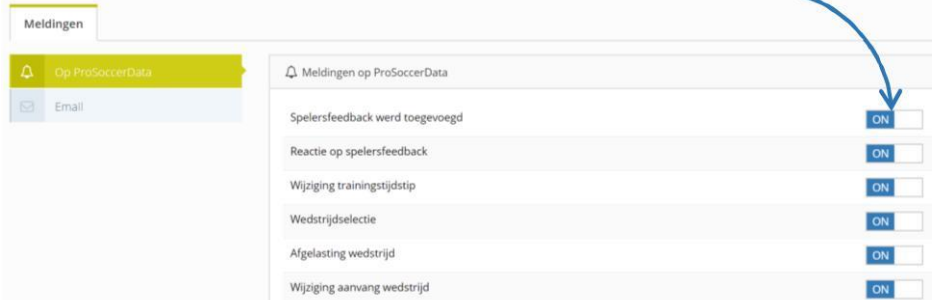 Meldingen
Op ProSoccerData
Email
Meldingen op ProSoccerData
Spelersfeedback werd toegevoegd ON
Reactie op spelersfeedback ON
Wijziging trainingstijdstip ON
Wedstrijdselectie ON
Afgelasting wedstrijd ON
Wijziging aanvang wedstrijd ON